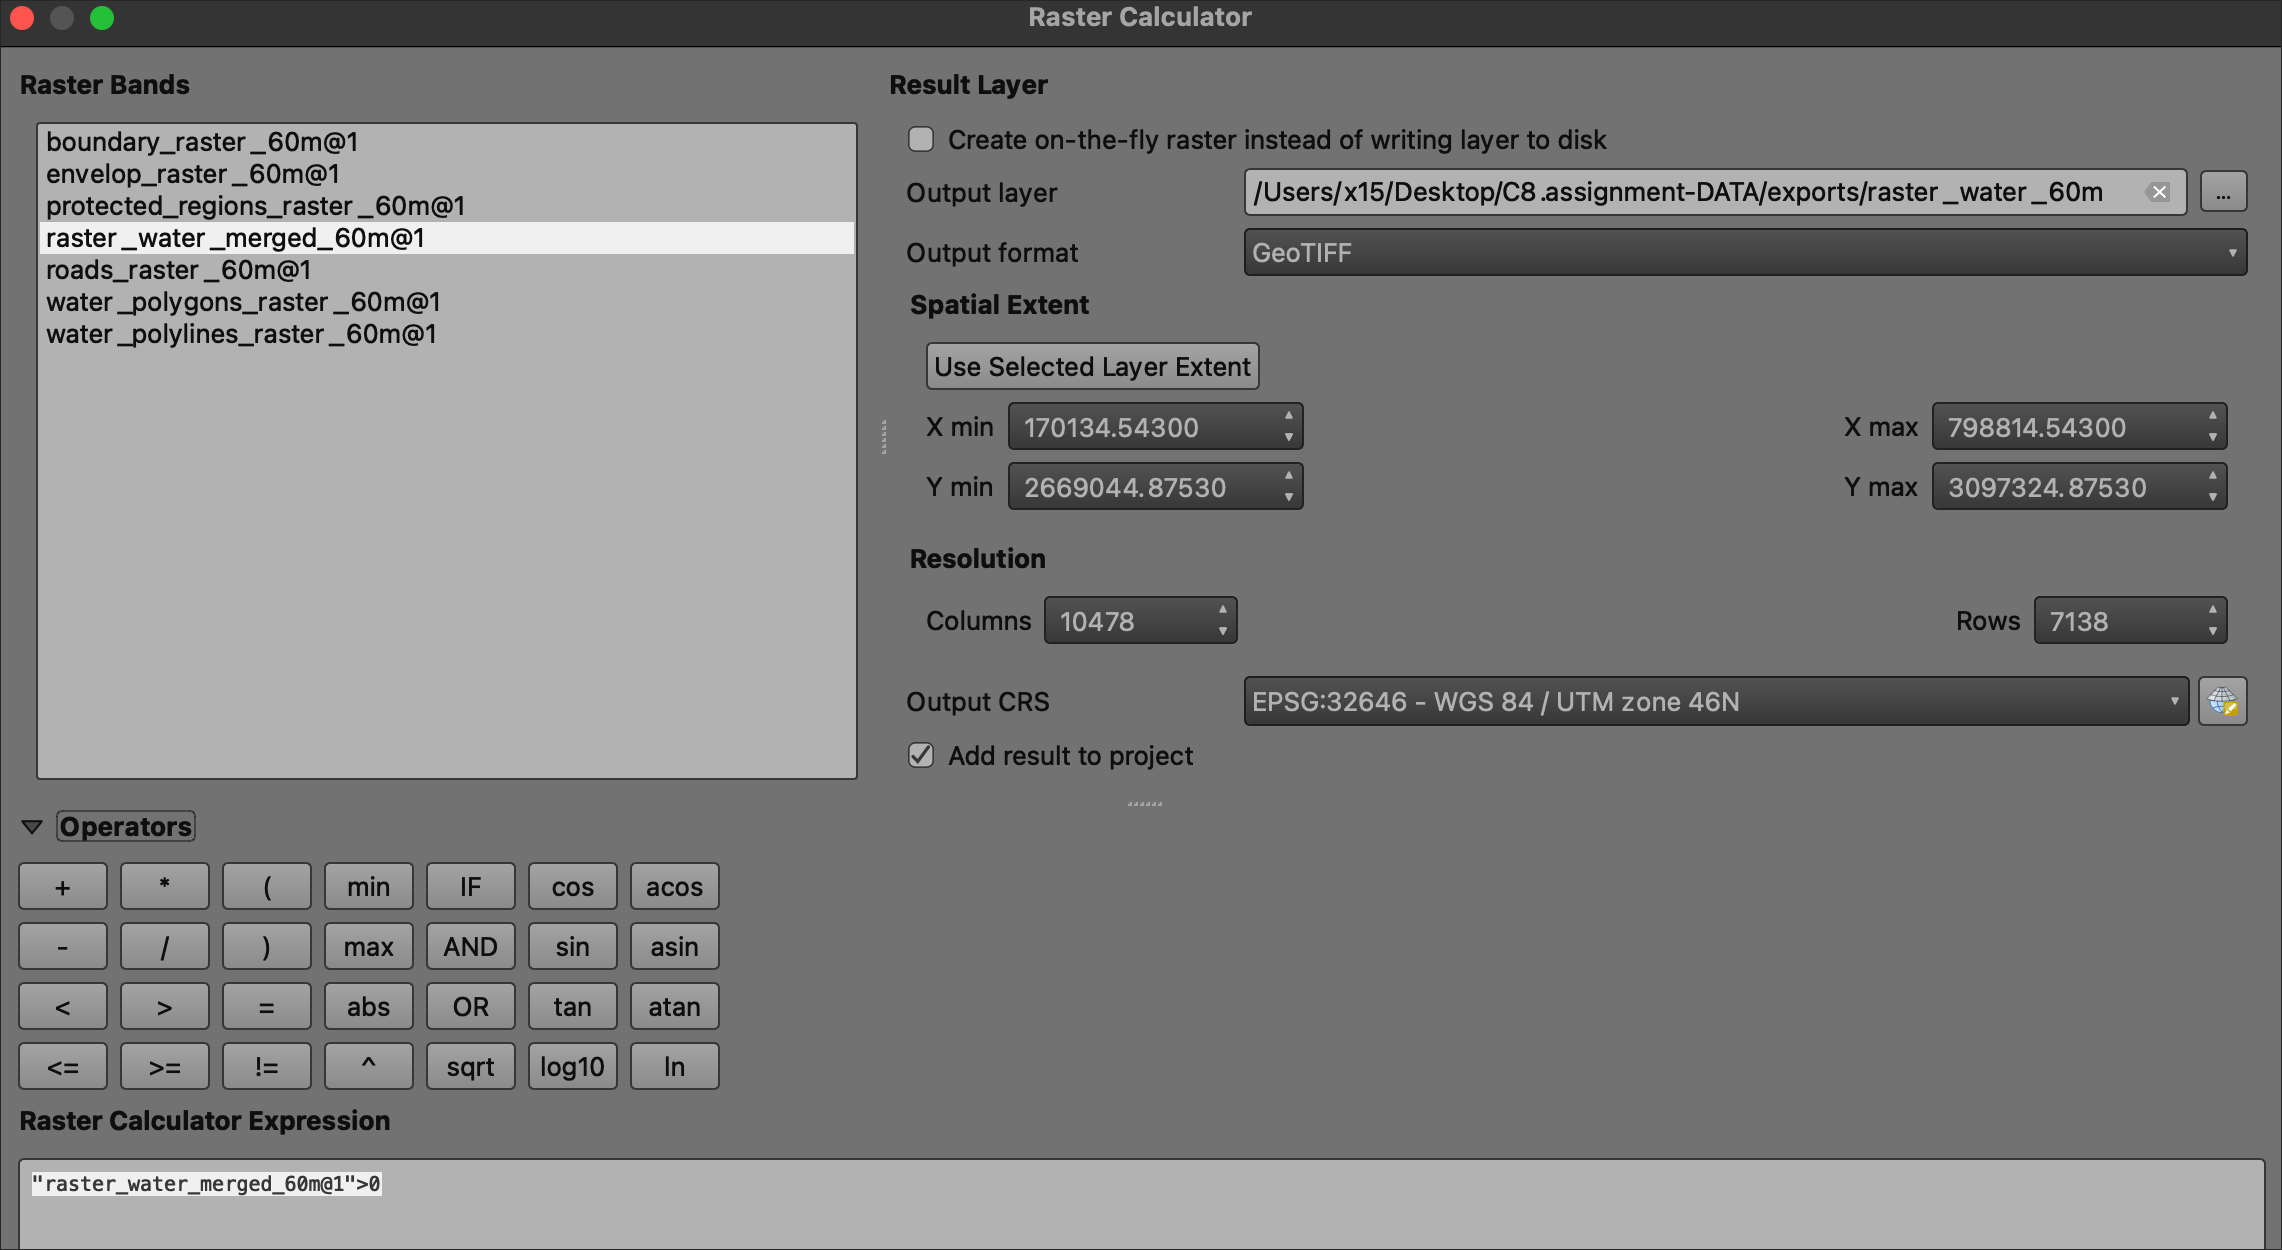 Raster Calculator
Raster Bands
boundary_raster_60m@1
envelop_raster_60m@1
protected_regions_raster_60m@1
raster_water_merged_60m@1
roads_raster_60m@1
water_polygons_raster_60m@1
water_polylines_raster_60m@1
Result Layer
Create on-the-fly raster instead of writing layer to disk
Output layer /Users/x15/Desktop/C8.assignment-DATA/exports/raster_water_60m ...
Output format GeoTIFF
Spatial Extent
Use Selected Layer Extent
X min 170134.54300 X max 798814.54300
Y min 2669044.87530 Y max 3097324.87530
Resolution
Columns 10478 Rows 7138
Output CRS EPSG:32646 - WGS 84 / UTM zone 46N
Add result to project
Operators
+ * ( min IF cos acos
- / ) max AND sin asin
< > = abs OR tan atan
<= >= != ^ sqrt log10 ln
Raster Calculator Expression
"raster_water_merged_60m@1">0